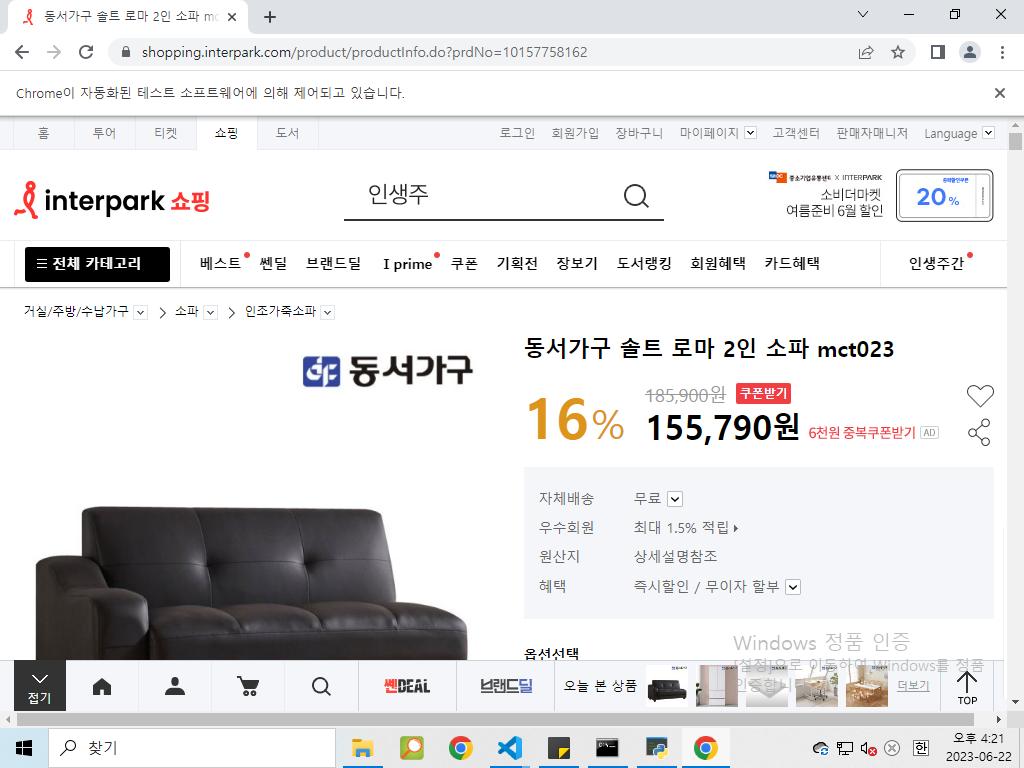 동서가구 솔트 로마 2인 소파 mc
shopping.interpark.com/product/productInfo.do?prdNo=10157758162
Chrome이 자동화된 테스트 소프트웨어에 의해 제어되고 있습니다.
홈 투어 티켓 쇼핑 도서 로그인 회원가입 장바구니 마이페이지 고객센터 판매자매니저 Language
interpark 쇼핑 인생주
중소기업유통센터 X INTERPARK
소비더마켓
여름준비 6월 할인
20%
전체 카테고리 베스트 쎈딜 브랜드딜 I prime 쿠폰 기획전 장보기 도서랭킹 회원혜택 카드혜택 인생주간
거실/주방/수납가구 > 소파 > 인조가죽소파
동서가구 솔트 로마 2인 소파 mct023
df 동서가구
185,900원 쿠폰받기
16% 155,790원 6천원 중복쿠폰받기 AD
자체배송 무료
우수회원 최대 1.5% 적립
원산지 상세설명참조
혜택 즉시할인 / 무이자 할부
옵션선택
Windows 정품 인증
[설정]으로 이동하여 Windows를 정품
인증합니
접기 쎈DEAL 브랜드딜 오늘 본 상품 더보기 TOP
찾기
한
오후 4:21
2023-06-22